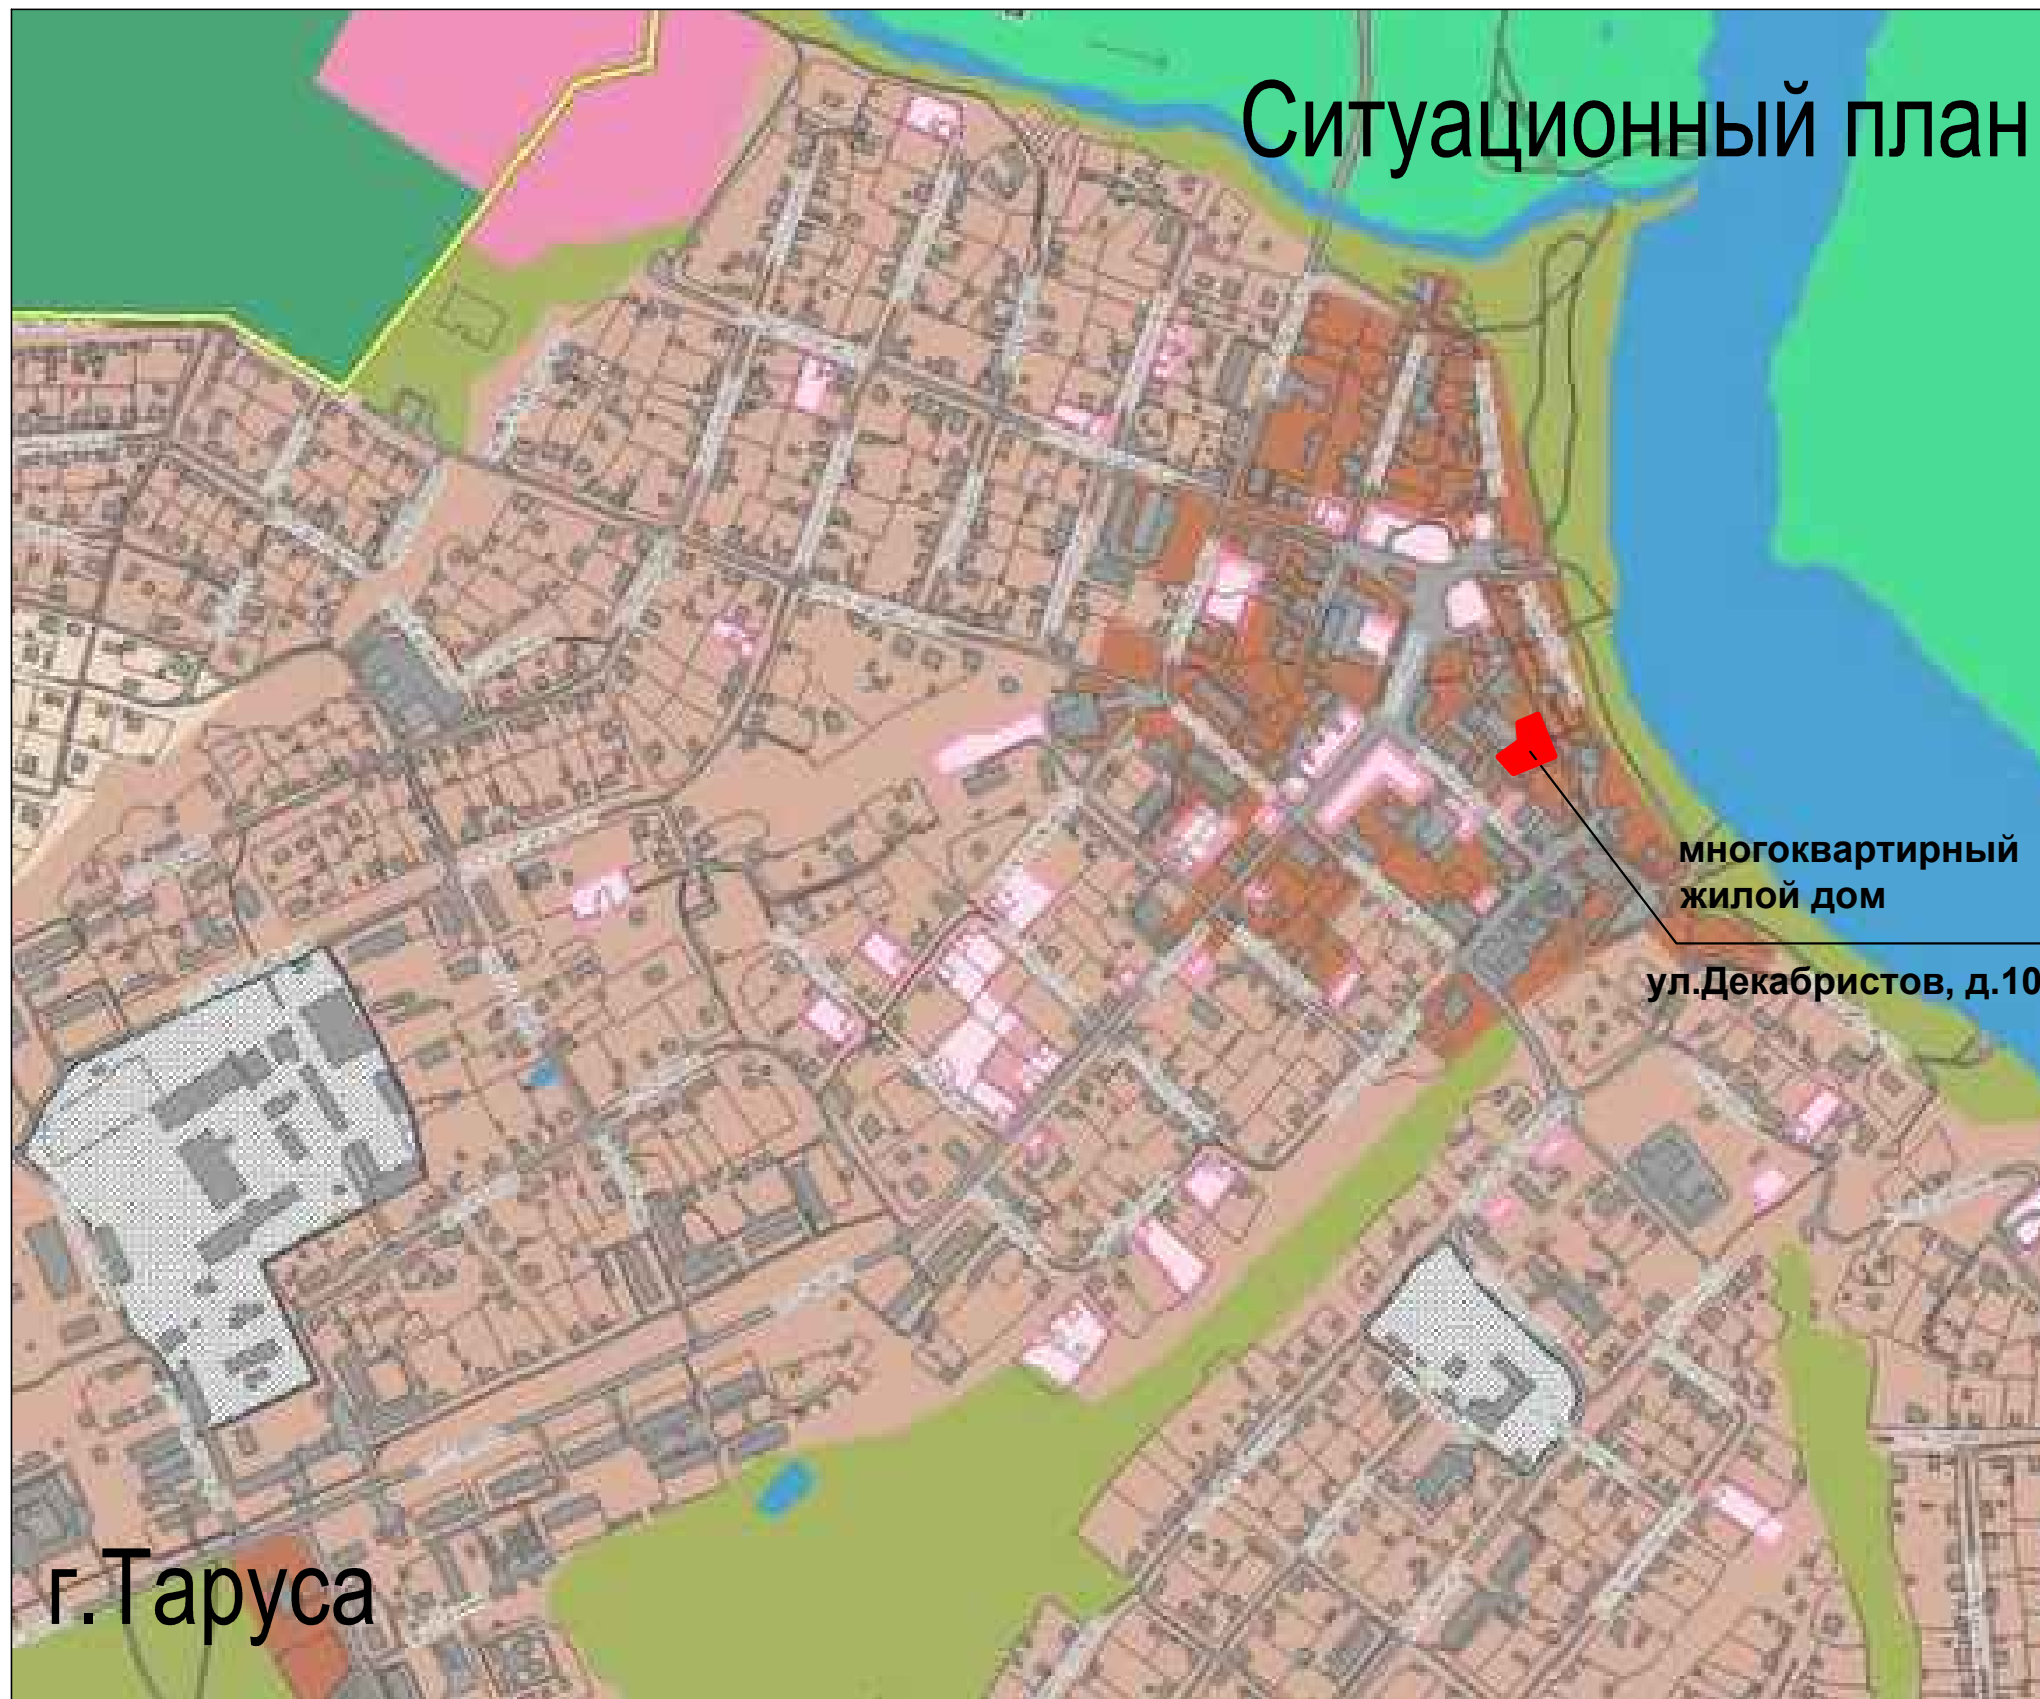 Ситуационный план
многоквартирный
жилой дом
ул.Декабристов, д.10
г.Таруса